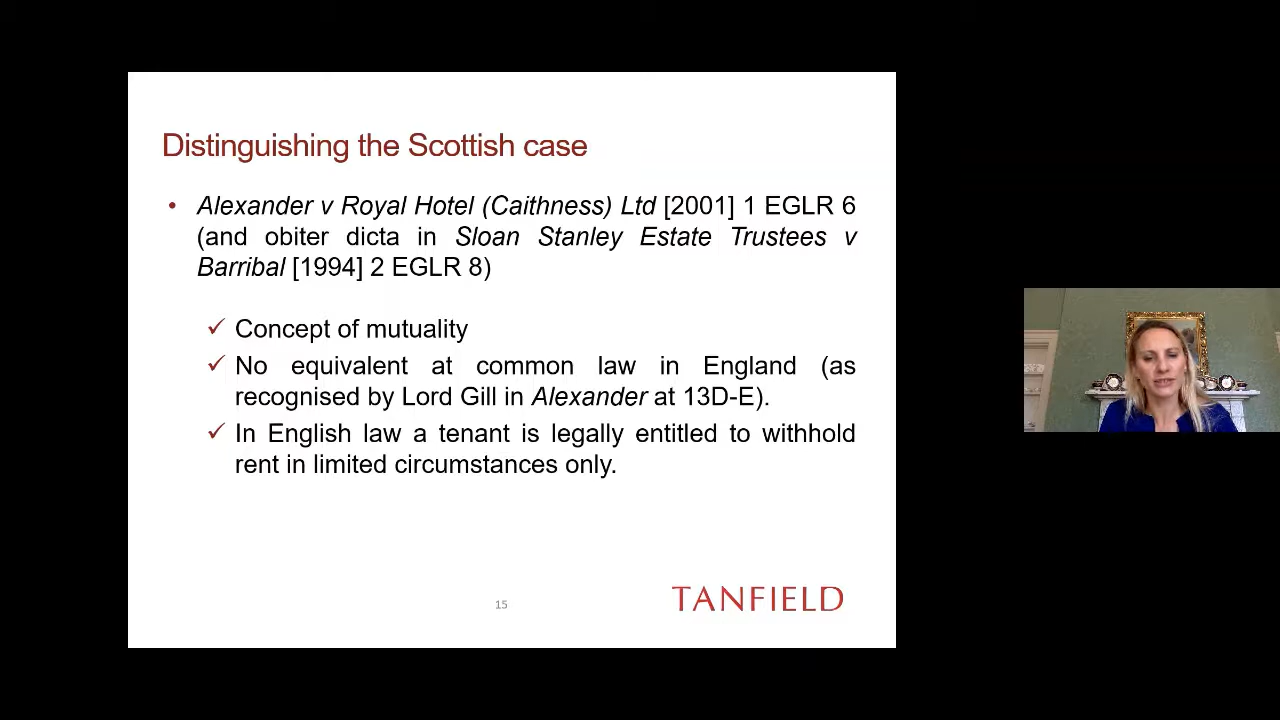 Distinguishing the Scottish case
• Alexander v Royal Hotel (Caithness) Ltd [2001] 1 EGLR 6
(and obiter dicta in Sloan Stanley Estate Trustees v
Barribal [1994] 2 EGLR 8)
✓ Concept of mutuality
✓ No equivalent at common law in England (as
recognised by Lord Gill in Alexander at 13D-E).
✓ In English law a tenant is legally entitled to withhold
rent in limited circumstances only.
15
TANFIELD